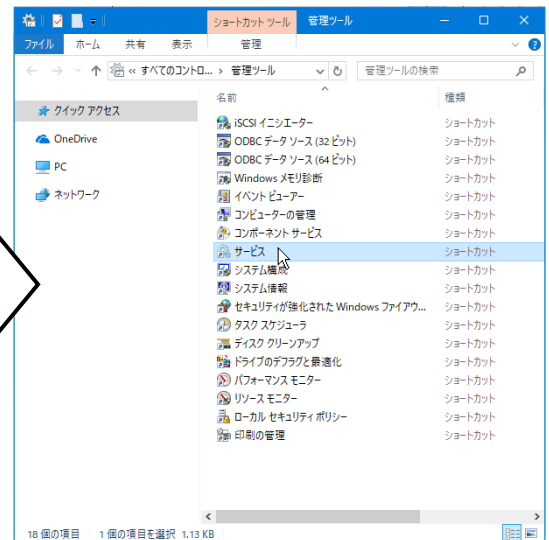 ショートカット ツール 管理ツール
ファイル ホーム 共有 表示 管理
« すべてのコントロ... › 管理ツール 管理ツールの検索
名前 種類
クイック アクセス
OneDrive
PC
ネットワーク
iSCSI イニシエーター ショートカット
ODBC データ ソース (32 ビット) ショートカット
ODBC データ ソース (64 ビット) ショートカット
Windows メモリ診断 ショートカット
イベント ビューアー ショートカット
コンピューターの管理 ショートカット
コンポーネント サービス ショートカット
サービス ショートカット
システム構成 ショートカット
システム情報 ショートカット
セキュリティが強化された Windows ファイアウ... ショートカット
タスク スケジューラ ショートカット
ディスク クリーンアップ ショートカット
ドライブのデフラグと最適化 ショートカット
パフォーマンス モニター ショートカット
リソース モニター ショートカット
ローカル セキュリティ ポリシー ショートカット
印刷の管理 ショートカット
18 個の項目 1 個の項目を選択 1.13 KB